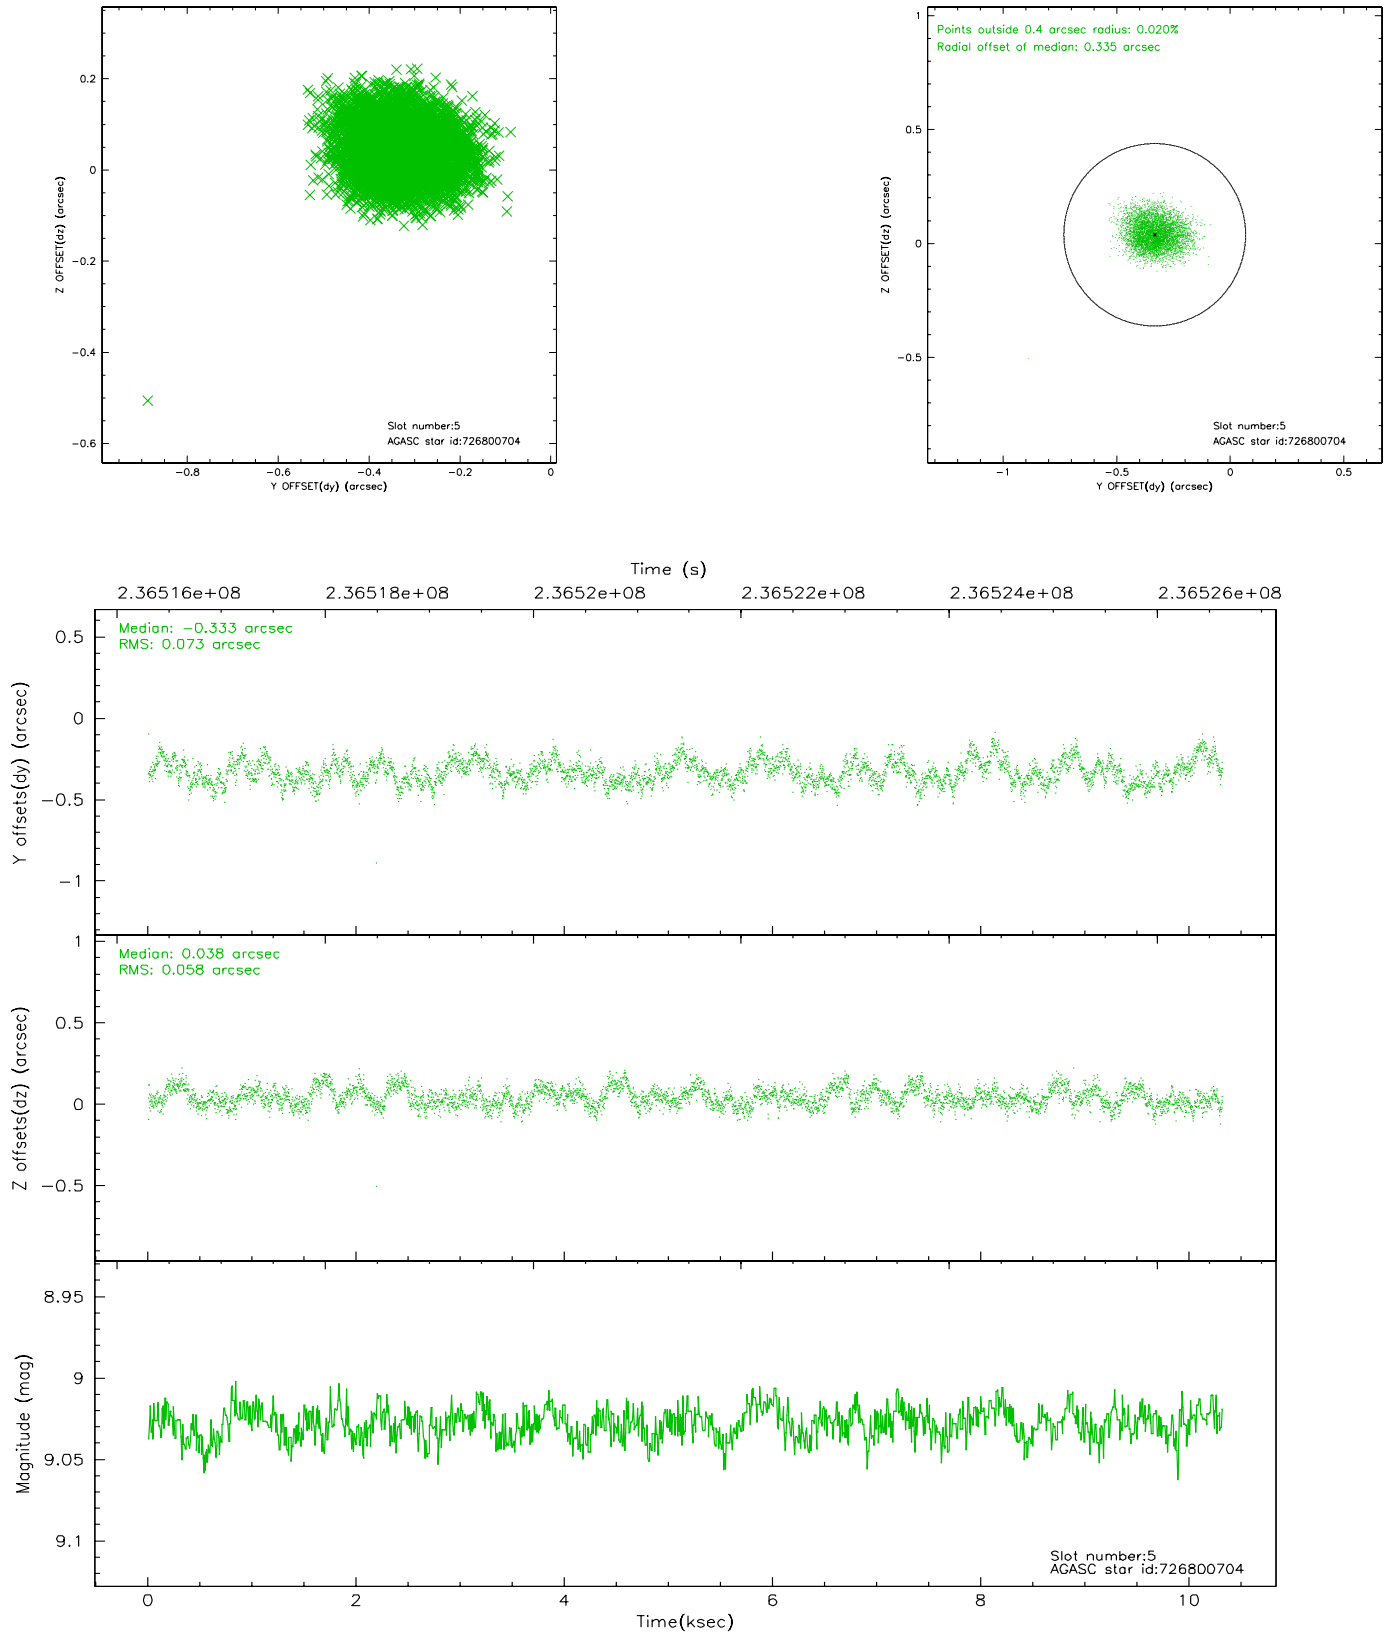 0.2
0
−0.2
−0.4
−0.6
Z OFFSET(dz) (arcsec)
Slot number:5
AGASC star id:726800704
−0.8 −0.6 −0.4 −0.2 0
Y OFFSET(dy) (arcsec)
Points outside 0.4 arcsec radius: 0.020%
Radial offset of median: 0.335 arcsec
1
0.5
0
−0.5
Z OFFSET(dz) (arcsec)
Slot number:5
AGASC star id:726800704
−1 −0.5 0 0.5
Y OFFSET(dy) (arcsec)
Time (s)
2.36516e+08 2.36518e+08 2.3652e+08 2.36522e+08 2.36524e+08 2.36526e+08
Median: −0.333 arcsec
RMS: 0.073 arcsec
0.5
0
−0.5
−1
Y offsets(dy) (arcsec)
Median: 0.038 arcsec
RMS: 0.058 arcsec
1
0.5
0
−0.5
Z offsets(dz) (arcsec)
8.95
9
9.05
9.1
Magnitude (mag)
Slot number:5
AGASC star id:726800704
0 2 4 6 8 10
Time(ksec)